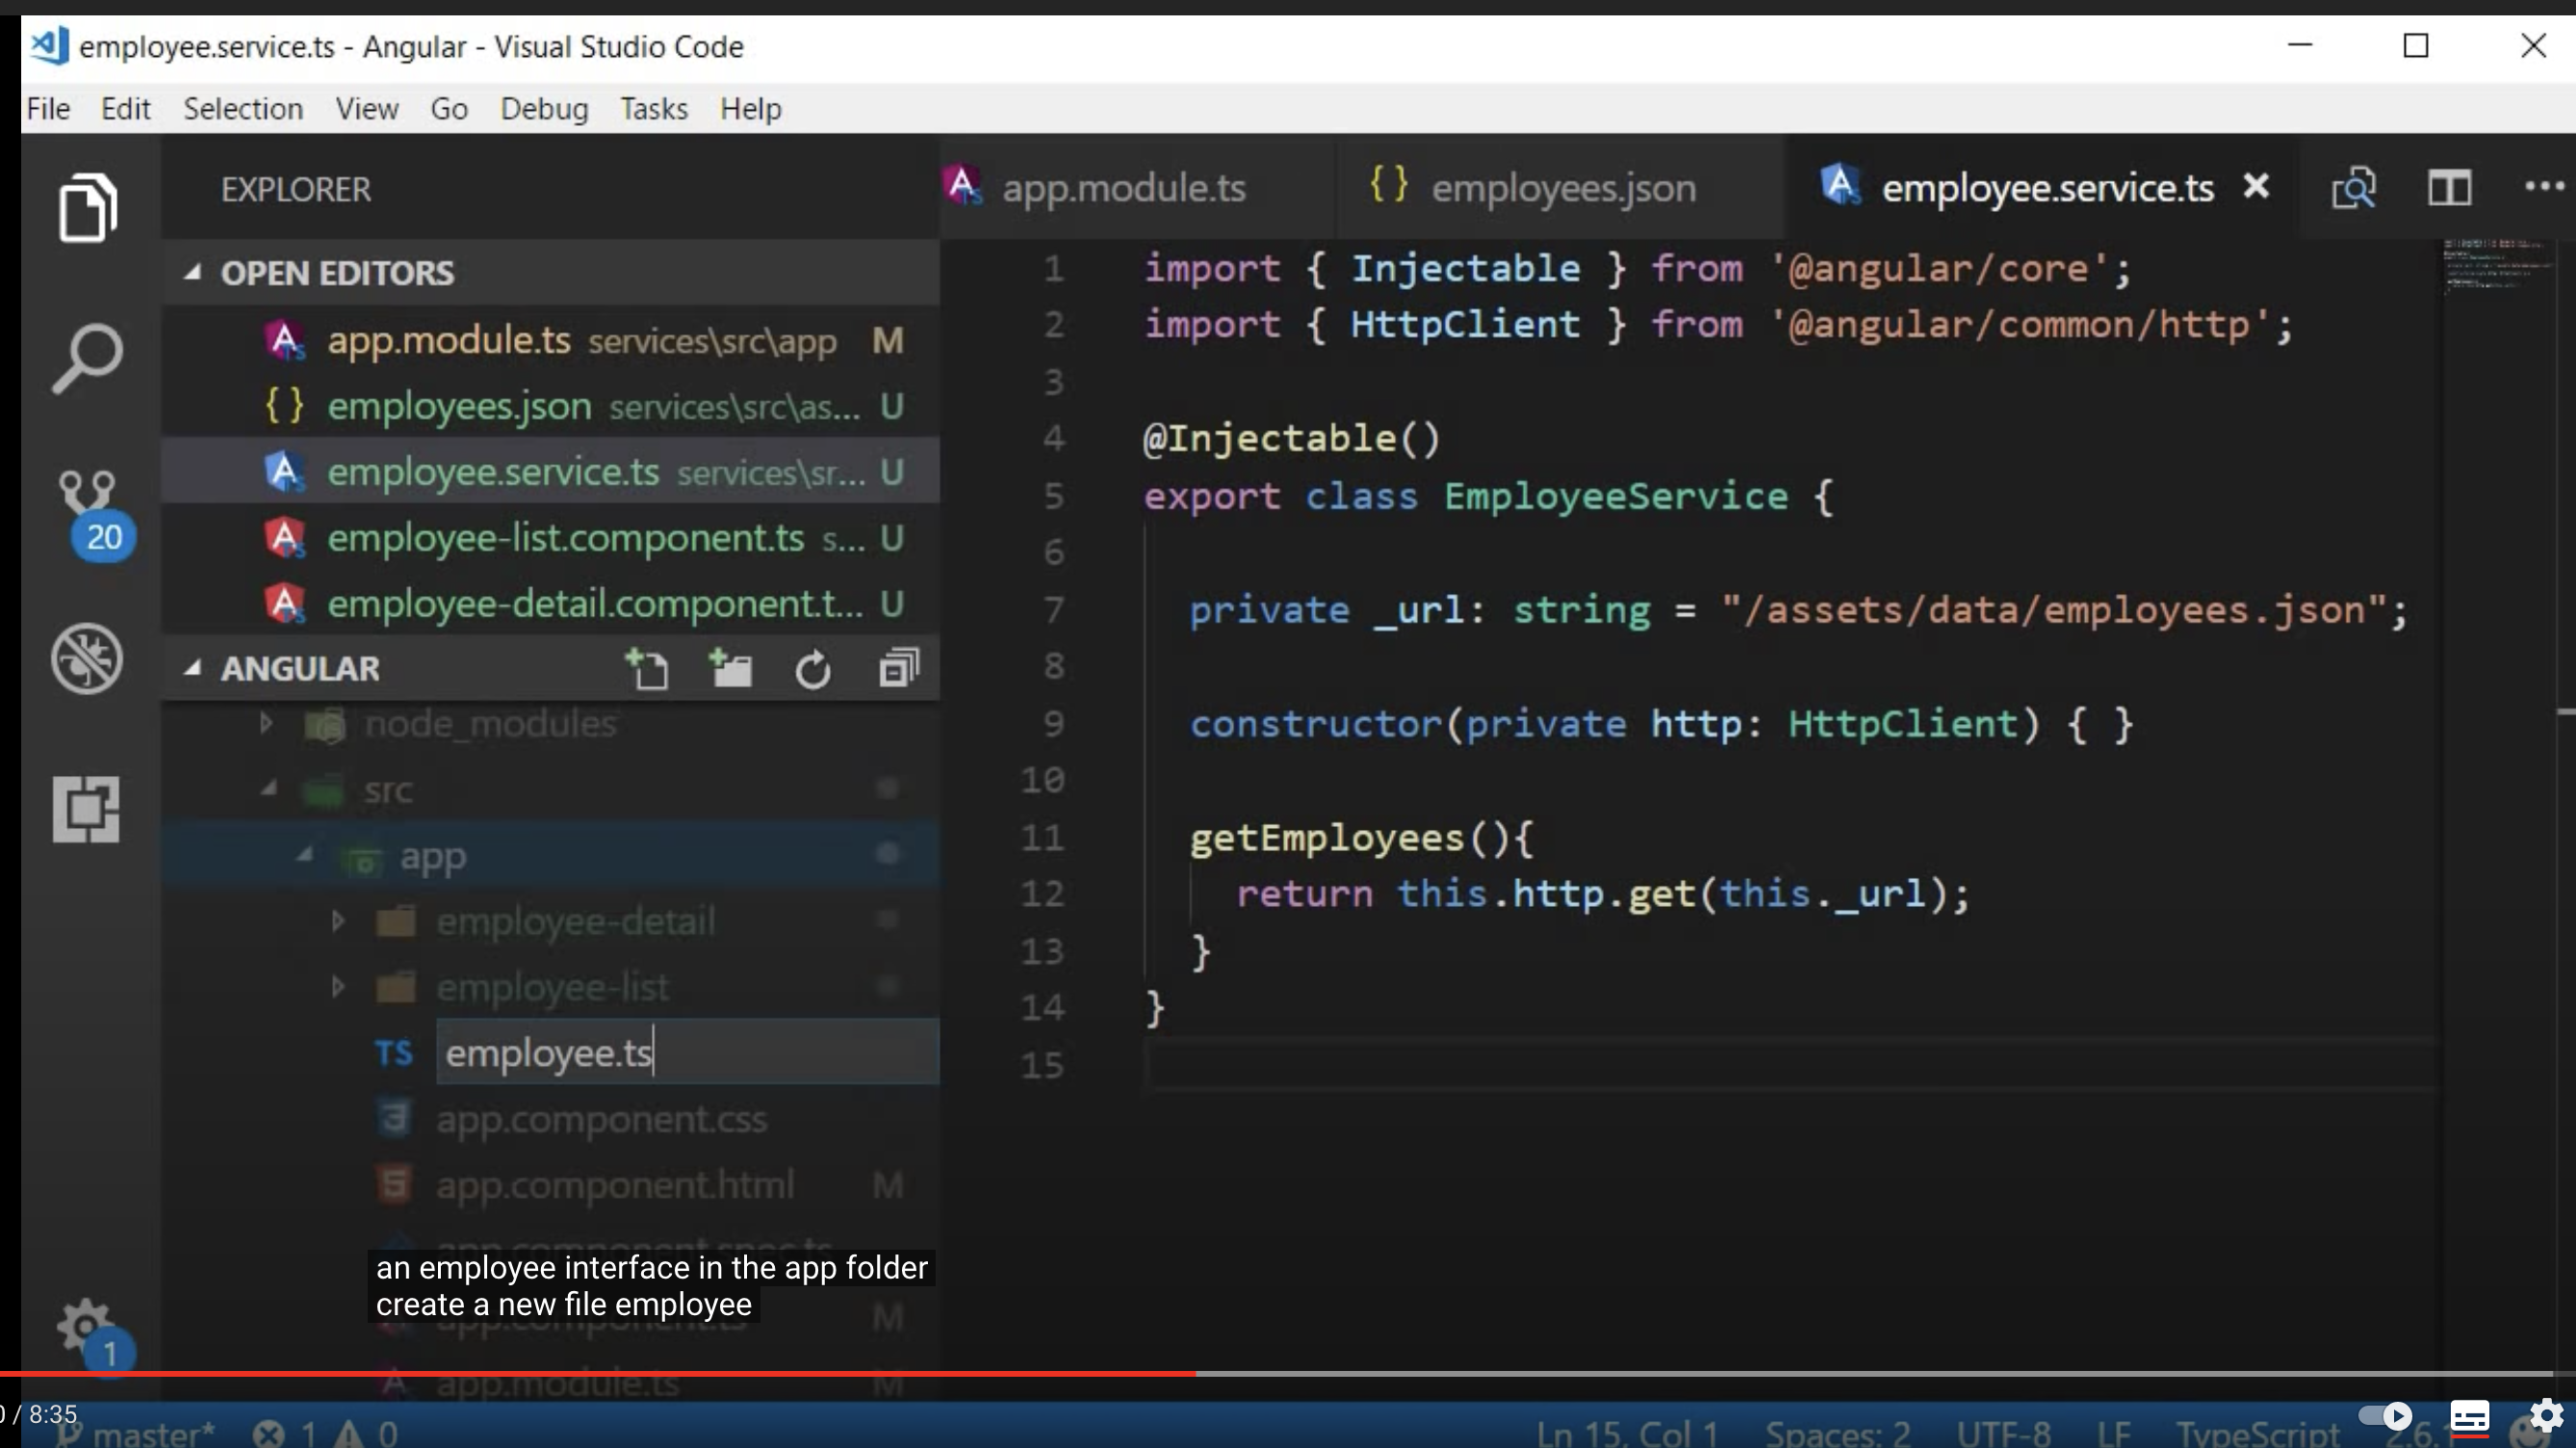 employee.service.ts - Angular - Visual Studio Code
File Edit Selection View Go Debug Tasks Help
EXPLORER
app.module.ts
{ } employees.json
employee.service.ts
OPEN EDITORS
app.module.ts services\src\app M
{ } employees.json services\src\as... U
employee.service.ts services\sr... U
employee-list.component.ts s... U
employee-detail.component.t... U
20
ANGULAR
node_modules
src
app
employee-detail
employee-list
TS employee.ts
app.component.css
app.component.html M
app.component.spec.ts
app.component.ts M
app.module.ts M
1 import { Injectable } from '@angular/core';
2 import { HttpClient } from '@angular/common/http';
3
4 @Injectable()
5 export class EmployeeService {
6
7 private _url: string = "/assets/data/employees.json";
8
9 constructor(private http: HttpClient) { }
10
11 getEmployees(){
12 return this.http.get(this._url);
13 }
14 }
15
an employee interface in the app folder
create a new file employee
1
/ 8:35
master* 1 0
Ln 15, Col 1 Spaces: 2 UTF-8 LF TypeScript